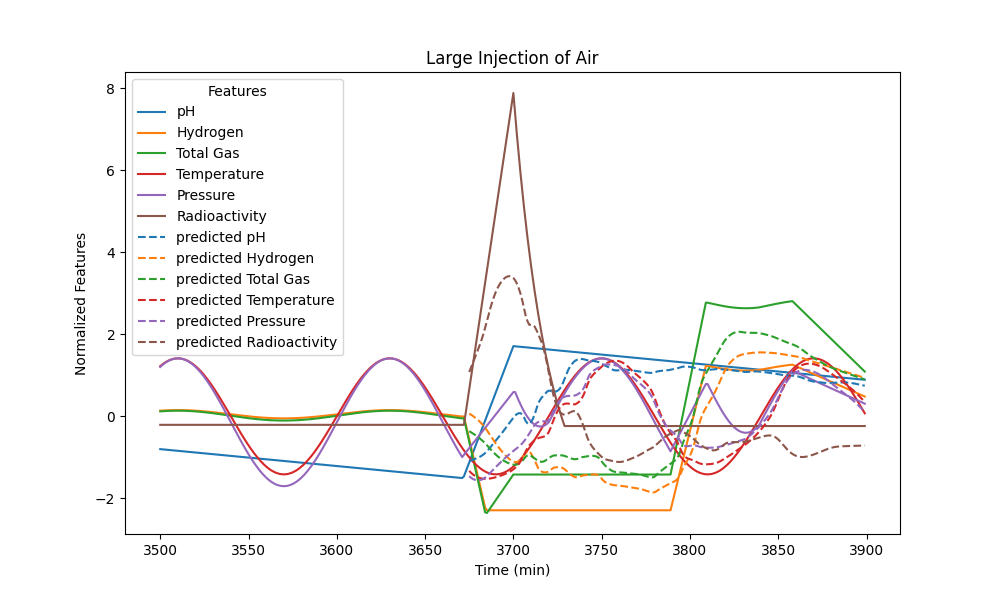 Large Injection of Air
Normalized Features
8
6
4
2
0
−2
Features
pH
Hydrogen
Total Gas
Temperature
Pressure
Radioactivity
predicted pH
predicted Hydrogen
predicted Total Gas
predicted Temperature
predicted Pressure
predicted Radioactivity
3500 3550 3600 3650 3700 3750 3800 3850 3900
Time (min)